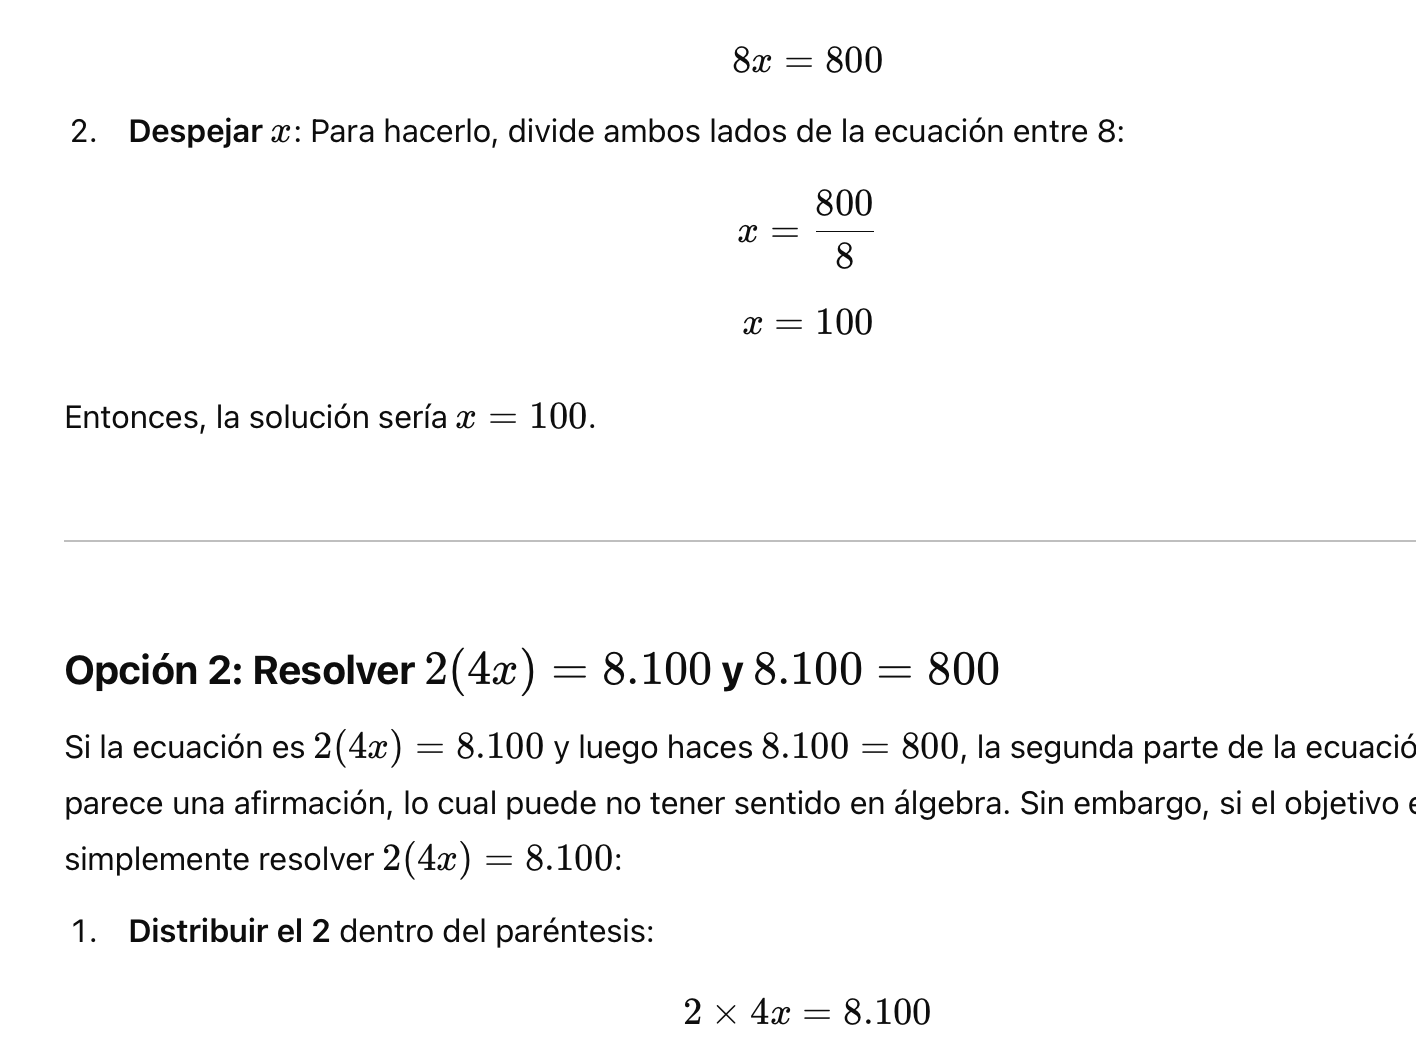 8x = 800
2. Despejar x: Para hacerlo, divide ambos lados de la ecuación entre 8:
x = 800/8
x = 100
Entonces, la solución sería x = 100.
Opción 2: Resolver 2(4x) = 8.100 y 8.100 = 800
Si la ecuación es 2(4x) = 8.100 y luego haces 8.100 = 800, la segunda parte de la
parece una afirmación, lo cual puede no tener sentido en álgebra. Sin embargo, si el objetivo
simplemente resolver 2(4x) = 8.100:
1. Distribuir el 2 dentro del paréntesis:
2 × 4x = 8.100